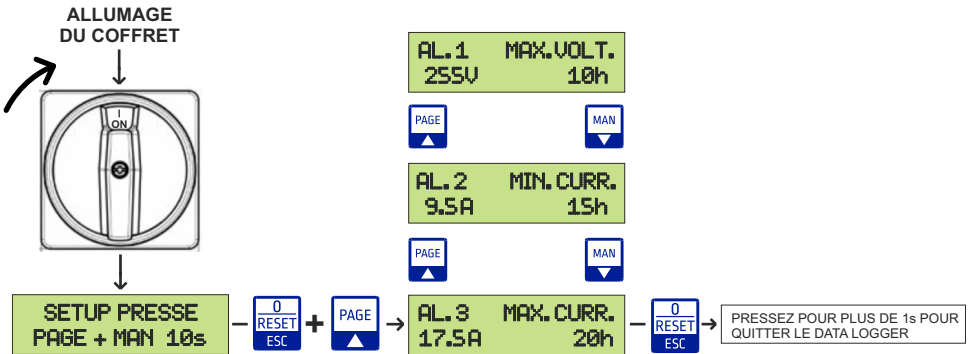 ALLUMAGE
DU COFFRET
I
ON
AL.1 MAX.VOLT.
255V 10h
PAGE
MAN
AL.2 MIN.CURR.
9.5A 15h
PAGE
MAN
SETUP PRESSE
PAGE + MAN 10s
0
RESET
ESC
+
PAGE
AL.3 MAX.CURR.
17.5A 20h
0
RESET
ESC
PRESSEZ POUR PLUS DE 1s POUR
QUITTER LE DATA LOGGER